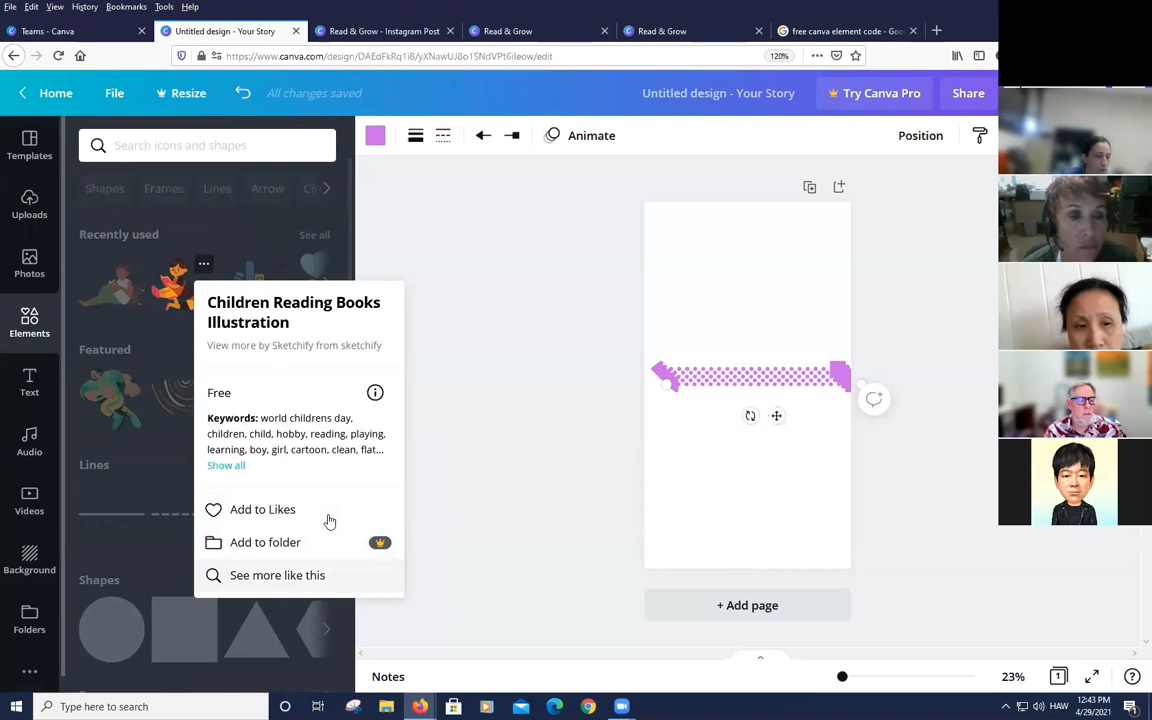 File Edit View History Bookmarks Tools Help
Teams - Canva
Untitled design - Your Story
Read & Grow - Instagram Post
Read & Grow
Read & Grow
free canva element code - Goo
https://www.canva.com/design/DAEdFkRq1i8/yXNawUJ8o1SNdVPt6ileow/edit
120%
Home File Resize All changes saved
Untitled design - Your Story
Try Canva Pro
Share
Templates
Uploads
Photos
Elements
Text
Audio
Videos
Background
Folders
Search icons and shapes
Shapes Frames Lines Arrow Ci
Recently used See all
Featured
Lines
Shapes
Children Reading Books
Illustration
View more by Sketchify from sketchify
Free
Keywords: world childrens day,
children, child, hobby, reading, playing,
learning, boy, girl, cartoon, clean, flat...
Show all
Add to Likes
Add to folder
See more like this
Animate
Position
+ Add page
Notes
23%
1
Type here to search
HAW
12:43 PM
4/29/2021